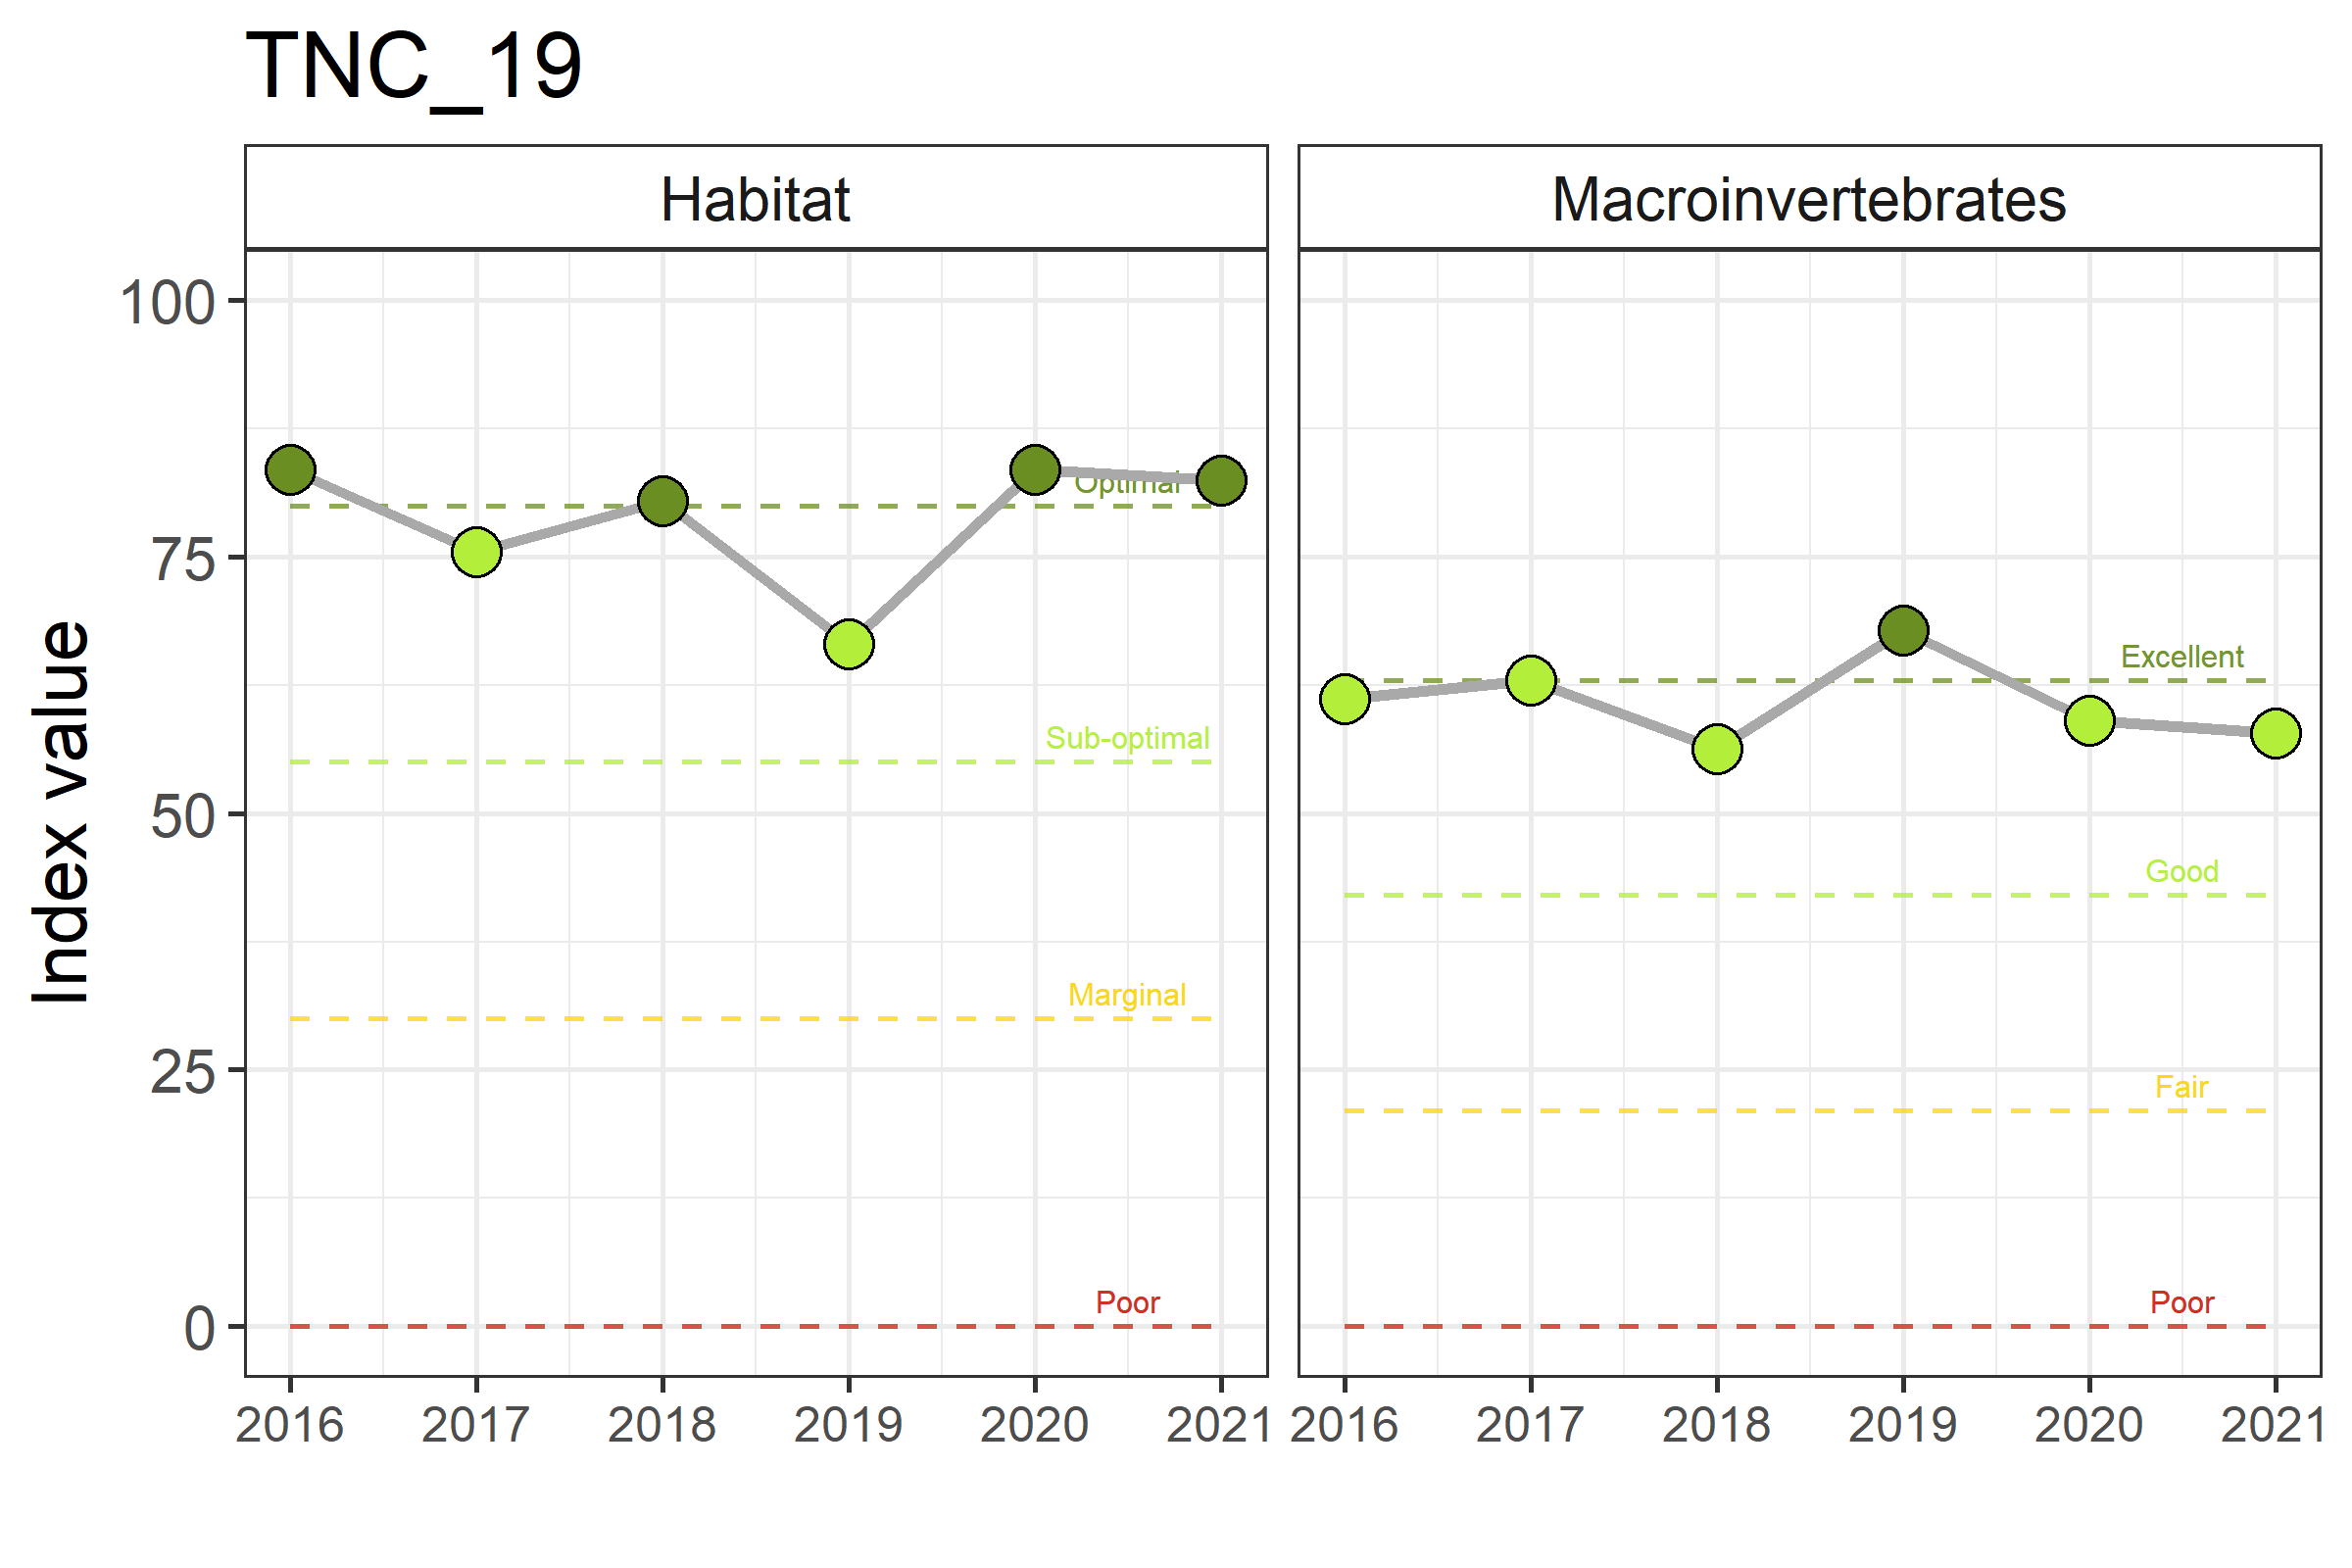 TNC_19
Habitat
Macroinvertebrates
Index value
100
75
50
25
0
Optimal
Sub-optimal
Marginal
Poor
Excellent
Good
Fair
Poor
2016 2017 2018 2019 2020 2021
2016 2017 2018 2019 2020 2021